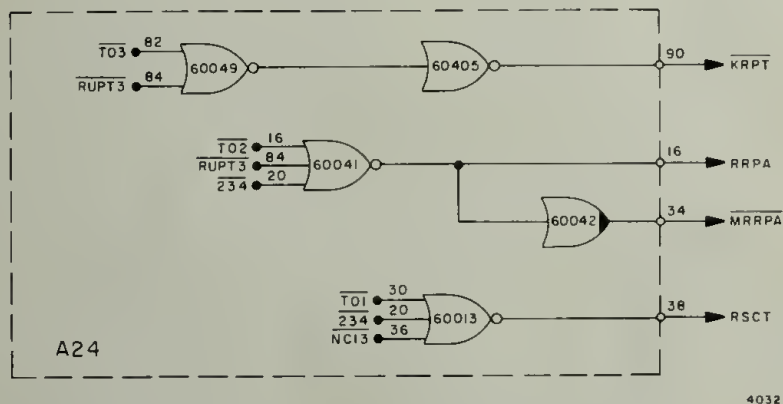 T03 82
RUPT3 84
60049
60405
90 KRPT
T02 16
RUPT3 84
234 20
60041
16 RRPA
60042
34 MRRPA
T01 30
234 20
NC13 36
60013
38 RSCT
A24
4032